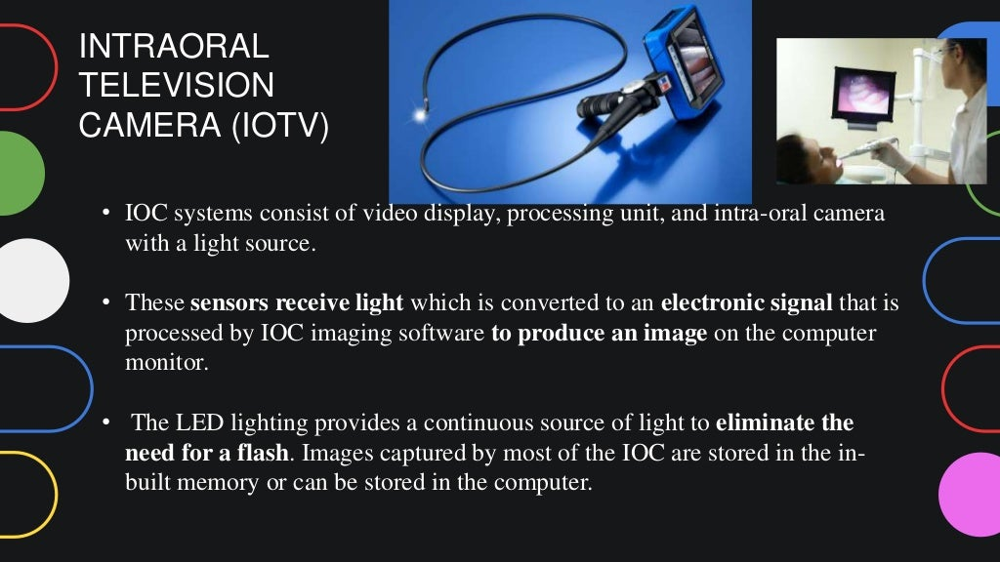 INTRAORAL
TELEVISION
CAMERA (IOTV)
• IOC systems consist of video display, processing unit, and intra-oral camera
with a light source.
• These sensors receive light which is converted to an electronic signal that is
processed by IOC imaging software to produce an image on the computer
monitor.
• The LED lighting provides a continuous source of light to eliminate the
need for a flash. Images captured by most of the IOC are stored in the in-
built memory or can be stored in the computer.